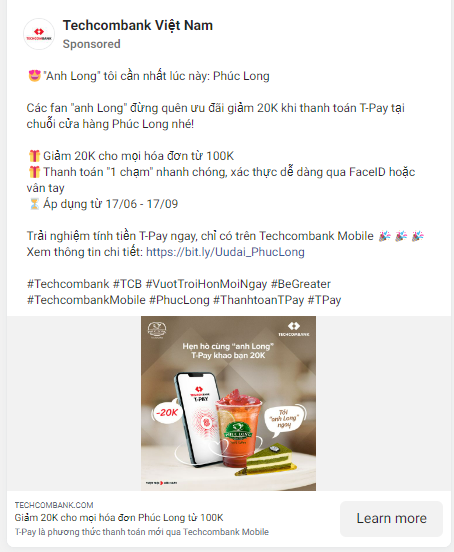 Techcombank Việt Nam
Sponsored
TECHCOMBANK
😍"Anh Long" tôi cần nhất lúc này: Phúc Long
Các fan "anh Long" đừng quên ưu đãi giảm 20K khi thanh toán T-Pay tại
chuỗi cửa hàng Phúc Long nhé!
🎁Giảm 20K cho mọi hóa đơn từ 100K
🎁Thanh toán "1 chạm" nhanh chóng, xác thực dễ dàng qua FaceID hoặc
vân tay
⏳Áp dụng từ 17/06 - 17/09
Trải nghiệm tính tiền T-Pay ngay, chỉ có trên Techcombank Mobile 🎉 🎉 🎉
Xem thông tin chi tiết: https://bit.ly/Uudai_PhucLong
#Techcombank #TCB #VuotTroiHonMoiNgay #BeGreater
#TechcombankMobile #PhucLong #ThanhtoanTPay #TPay
TECHCOMBANK
Hẹn hò cùng "anh Long"
T-Pay khao bạn 20K
TECHCOMBANK
T-PAY
-20K
Tới
"anh Long"
ngay
PHUC LONG
TECHCOMBANK.COM
Giảm 20K cho mọi hóa đơn Phúc Long từ 100K
T-Pay là phương thức thanh toán mới qua Techcombank Mobile
Learn more